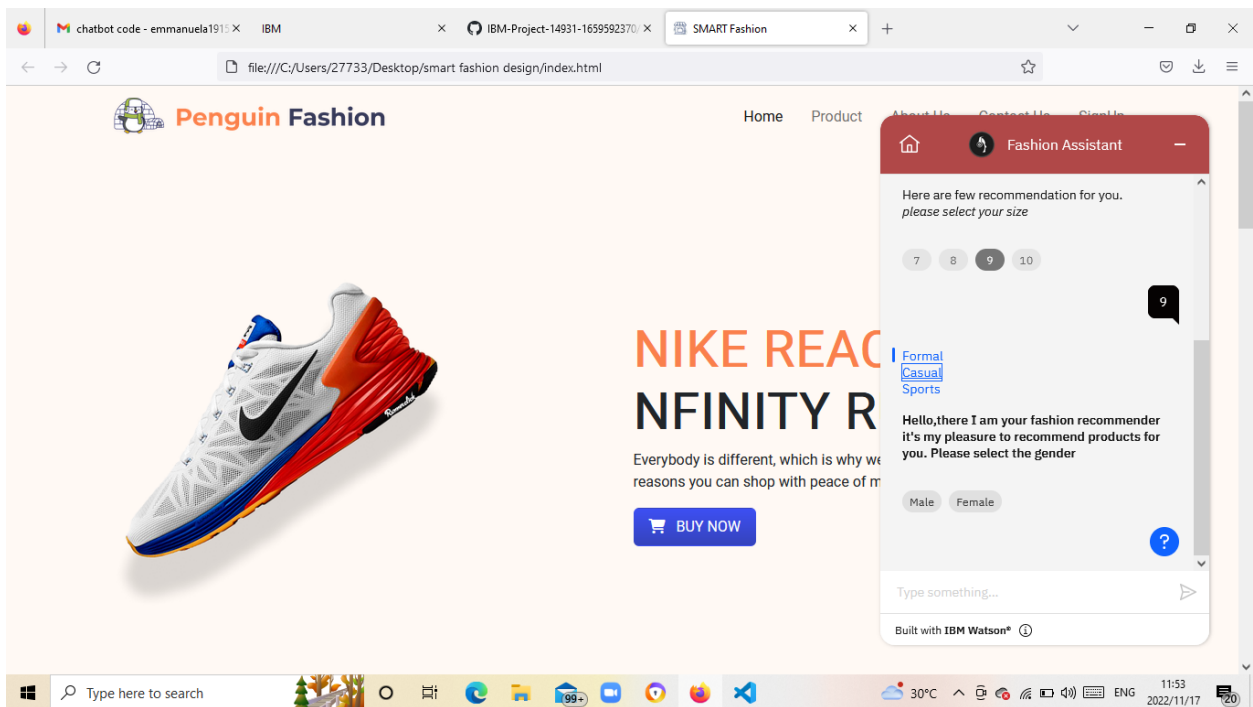 chatbot code - emmanuela1915
IBM
IBM-Project-14931-1659592370/
SMART Fashion
file:///C:/Users/27733/Desktop/smart fashion design/index.html
Penguin Fashion
Home Product About Us Contact Us SignUp
Fashion Assistant
Here are few recommendation for you.
please select your size
7 8 9 10
9
Formal
Casual
Sports
Hello,there I am your fashion recommender
it's my pleasure to recommend products for
you. Please select the gender
Male Female
?
Type something...
Built with IBM Watson®
NIKE REAC
NFINITY R
Everybody is different, which is why we
reasons you can shop with peace of m
BUY NOW
Type here to search
99+
30°C
ENG
11:53
2022/11/17
20